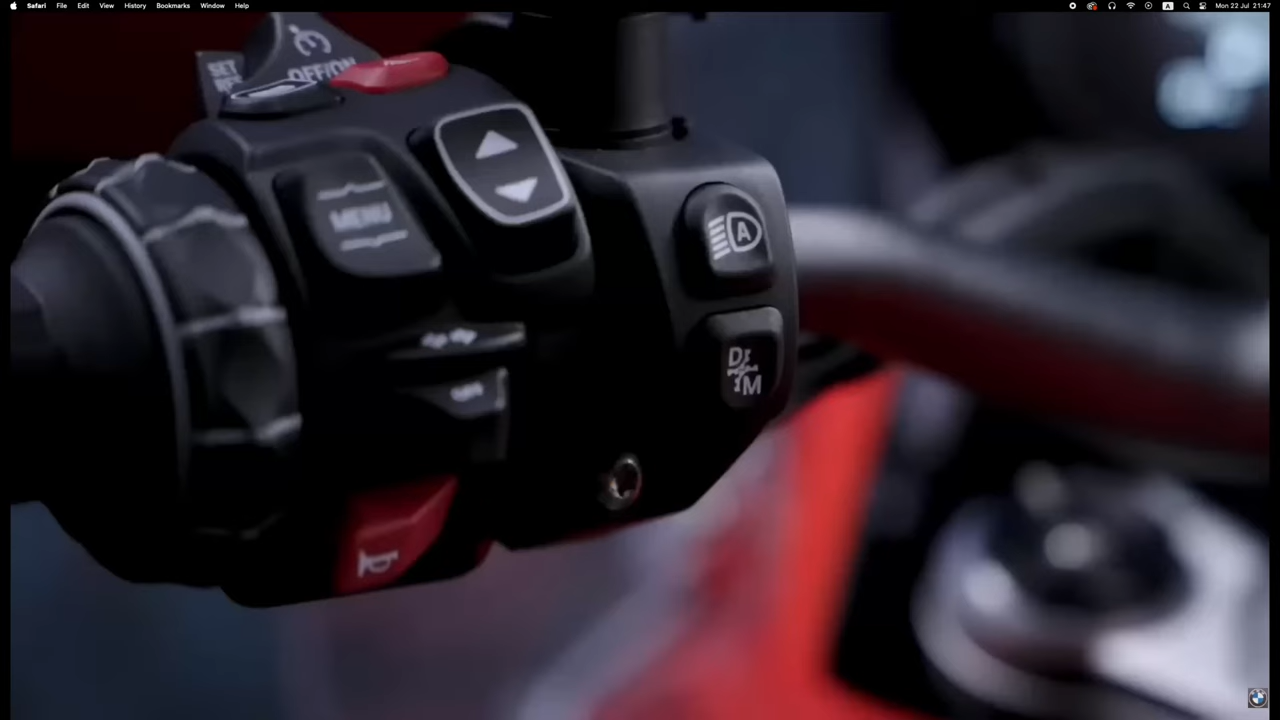 Safari File Edit View History Bookmarks Window Help A Mon 22 Jul 21:47
SET
OFF/ON
MENU
A
D
M